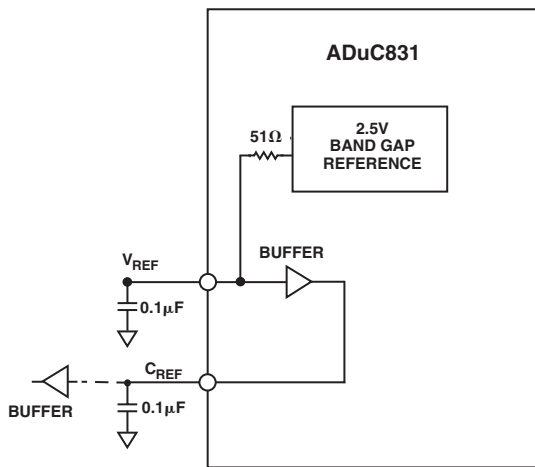 ADuC831
51Ω
2.5V
BAND GAP
REFERENCE
BUFFER
VREF
0.1μF
CREF
BUFFER
0.1μF